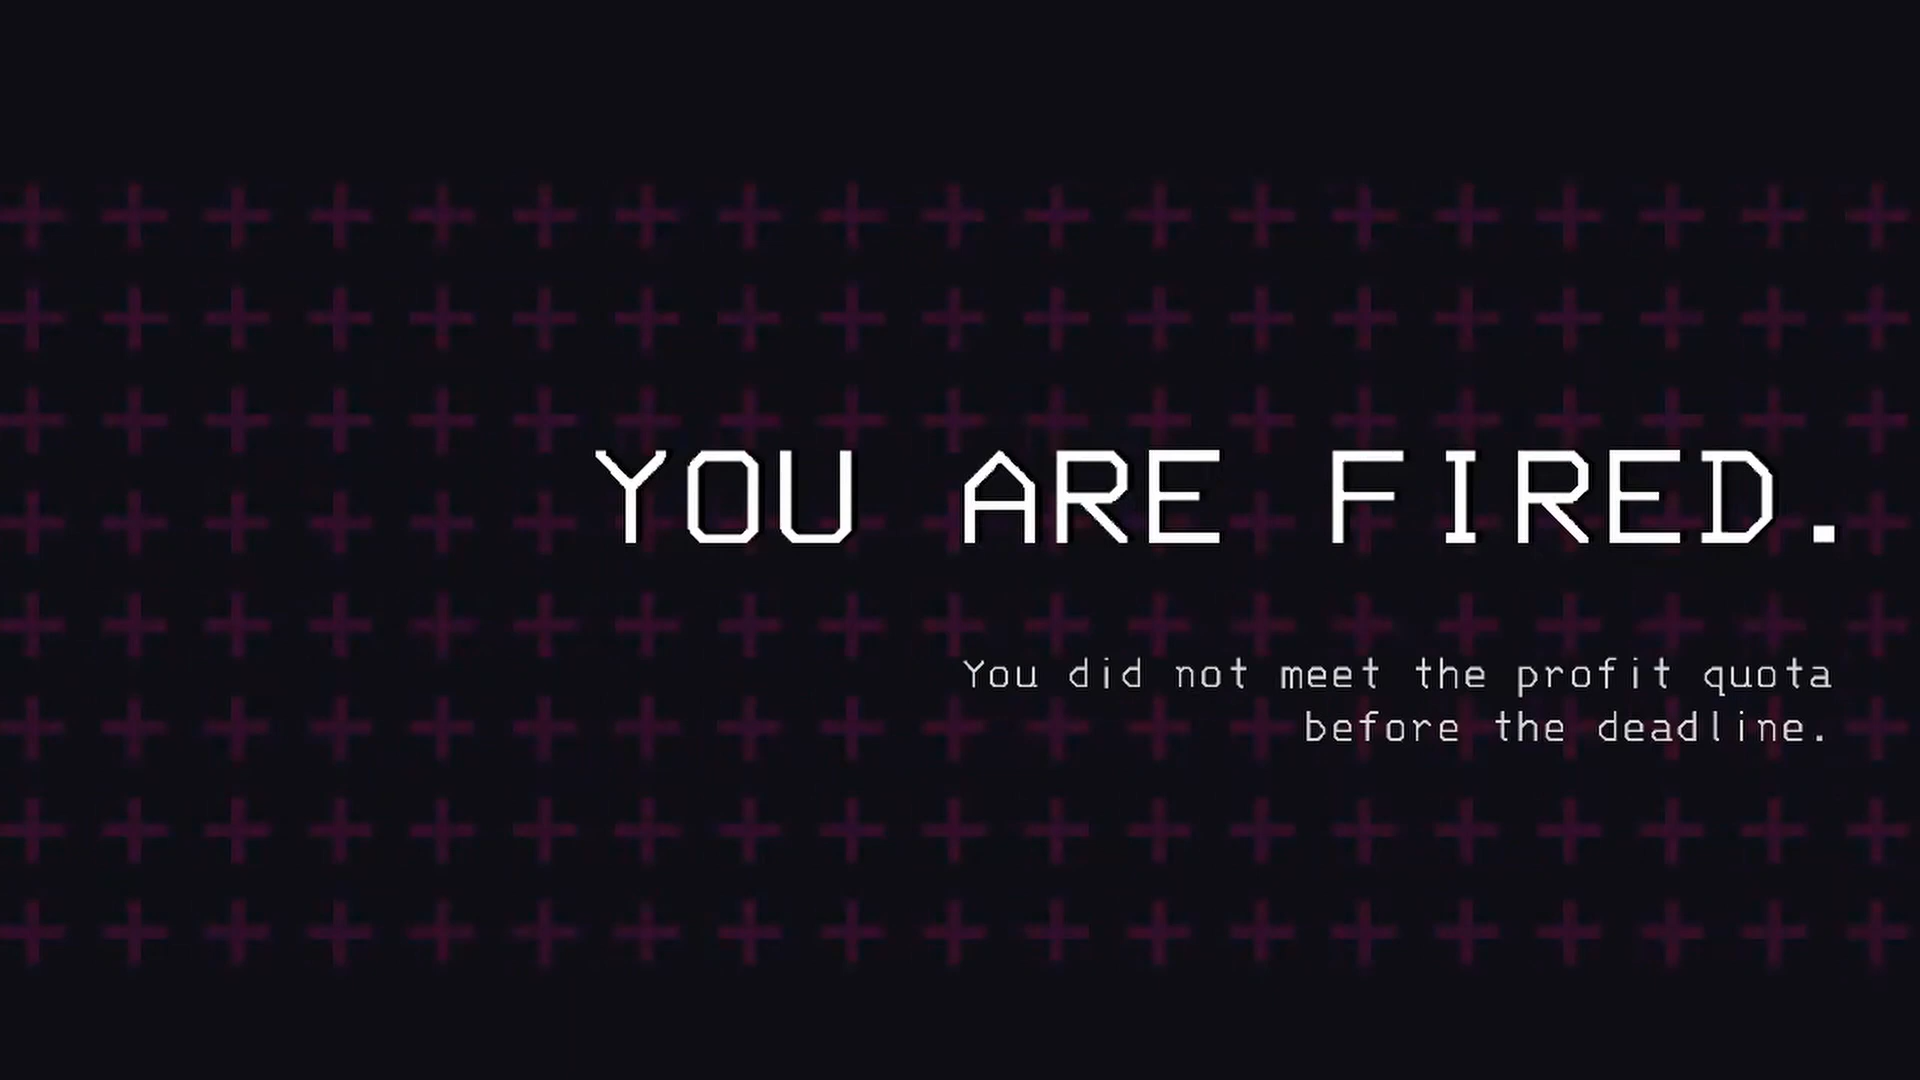 YOU ARE FIRED.
You did not meet the profit quota
before the deadline.